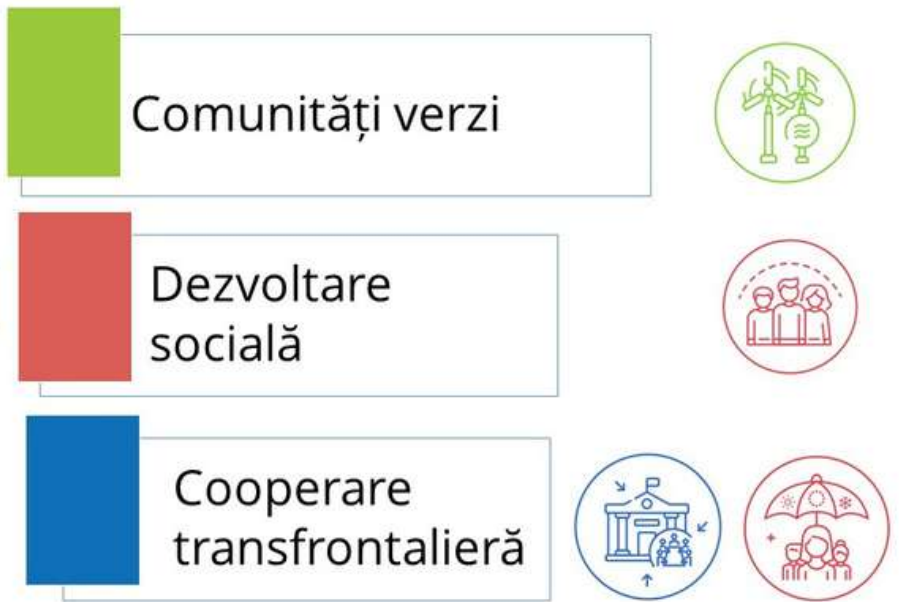 Comunități verzi
Dezvoltare
socială
Cooperare
transfrontalieră